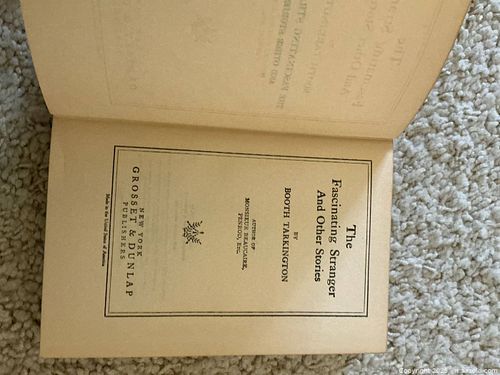 The
Fascinating Stranger
And Other Stories
BY
BOOTH TARKINGTON
AUTHOR OF
MONSIEUR BEAUCAIRE,
PENROD, Etc.
NEW YORK
GROSSET & DUNLAP
PUBLISHERS
Made in the United States of America